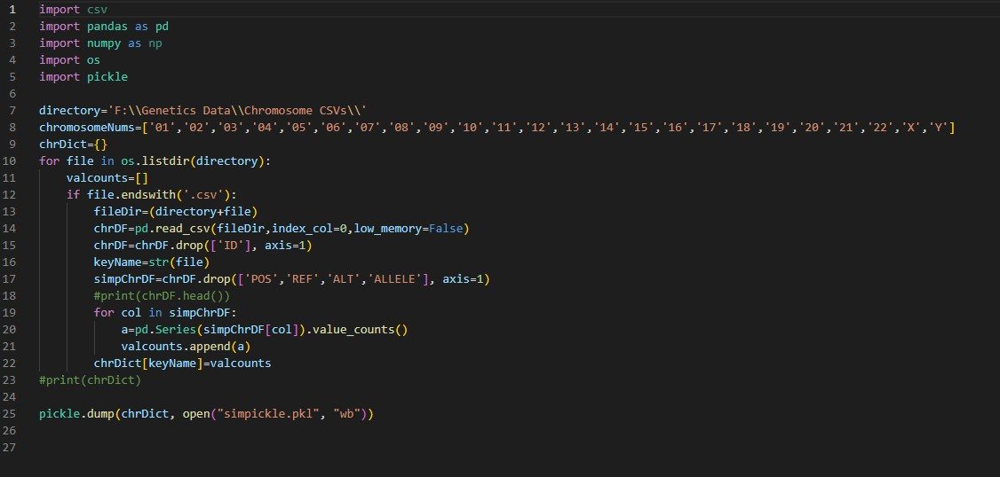 1 import csv
2 import pandas as pd
3 import numpy as np
4 import os
5 import pickle
6
7 directory='F:\\Genetics Data\\Chromosome CSVs\\'
8 chromosomeNums=['01','02','03','04','05','06','07','08','09','10','11','12','13','14','15','16','17','18','19','20','21','22','X','Y']
9 chrDict={}
10 for file in os.listdir(directory):
11     valcounts=[]
12     if file.endswith('.csv'):
13         fileDir=(directory+file)
14         chrDF=pd.read_csv(fileDir,index_col=0,low_memory=False)
15         chrDF=chrDF.drop(['ID'], axis=1)
16         keyName=str(file)
17         simpChrDF=chrDF.drop(['POS','REF','ALT','ALLELE'], axis=1)
18         #print(chrDF.head())
19         for col in simpChrDF:
20             a=pd.Series(simpChrDF[col]).value_counts()
21             valcounts.append(a)
22         chrDict[keyName]=valcounts
23 #print(chrDict)
24
25 pickle.dump(chrDict, open("simpickle.pkl", "wb"))
26
27